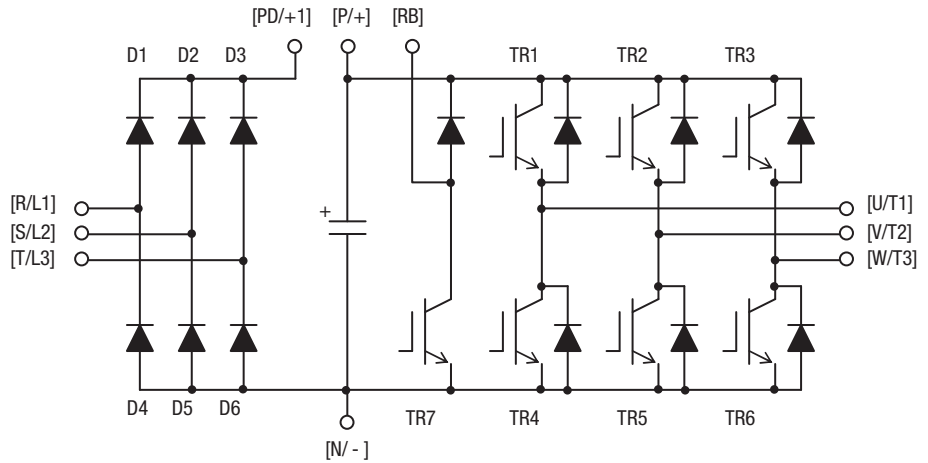 [PD/+1] [P/+] [RB]
D1 D2 D3 TR1 TR2 TR3
[R/L1]
[S/L2]
[T/L3]
+
[U/T1]
[V/T2]
[W/T3]
D4 D5 D6 TR7 TR4 TR5 TR6
[N/ - ]